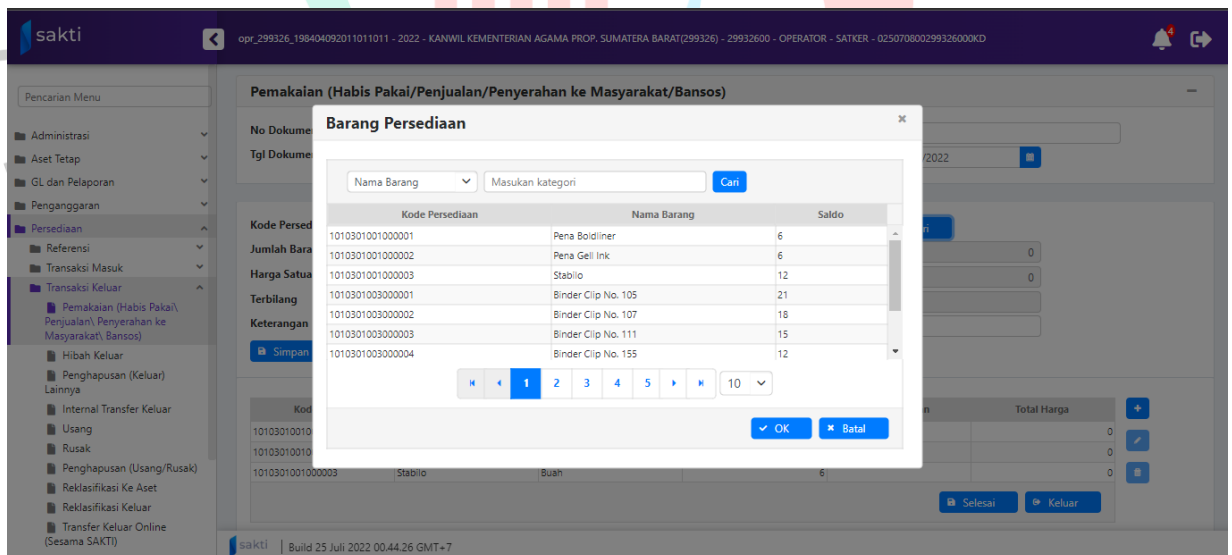 sakti
opr_299326_198404092011011011 - 2022 - KANWIL KEMENTERIAN AGAMA PROP. SUMATERA BARAT(299326) - 29932600 - OPERATOR - SATKER - 025070800299326000KD
4
Pencarian Menu
Administrasi
Aset Tetap
GL dan Pelaporan
Penganggaran
Persediaan
Referensi
Transaksi Masuk
Transaksi Keluar
Pemakaian (Habis Pakai\
Penjualan\ Penyerahan ke
Masyarakat\ Bansos)
Hibah Keluar
Penghapusan (Keluar)
Lainnya
Internal Transfer Keluar
Usang
Rusak
Penghapusan (Usang/Rusak)
Reklasifikasi Ke Aset
Reklasifikasi Keluar
Transfer Keluar Online
(Sesama SAKTI)
Pemakaian (Habis Pakai/Penjualan/Penyerahan ke Masyarakat/Bansos)
No Dokume
Tgl Dokume
/2022
Kode Persed
ri
Jumlah Bara
0
Harga Satua
0
Terbilang
Keterangan
Simpan
Barang Persediaan
Nama Barang
Masukan kategori
Cari
Kode Persediaan Nama Barang Saldo
1010301001000001 Pena Boldliner 6
1010301001000002 Pena Gell Ink 6
1010301001000003 Stabilo 12
1010301003000001 Binder Clip No. 105 21
1010301003000002 Binder Clip No. 107 18
1010301003000003 Binder Clip No. 111 15
1010301003000004 Binder Clip No. 155 12
1 2 3 4 5 10
OK Batal
Kod n Total Harga
10103010010 0
10103010010 0
1010301001000003 Stabilo Buah 6 0
Selesai Keluar
sakti | Build 25 Juli 2022 00.44.26 GMT+7